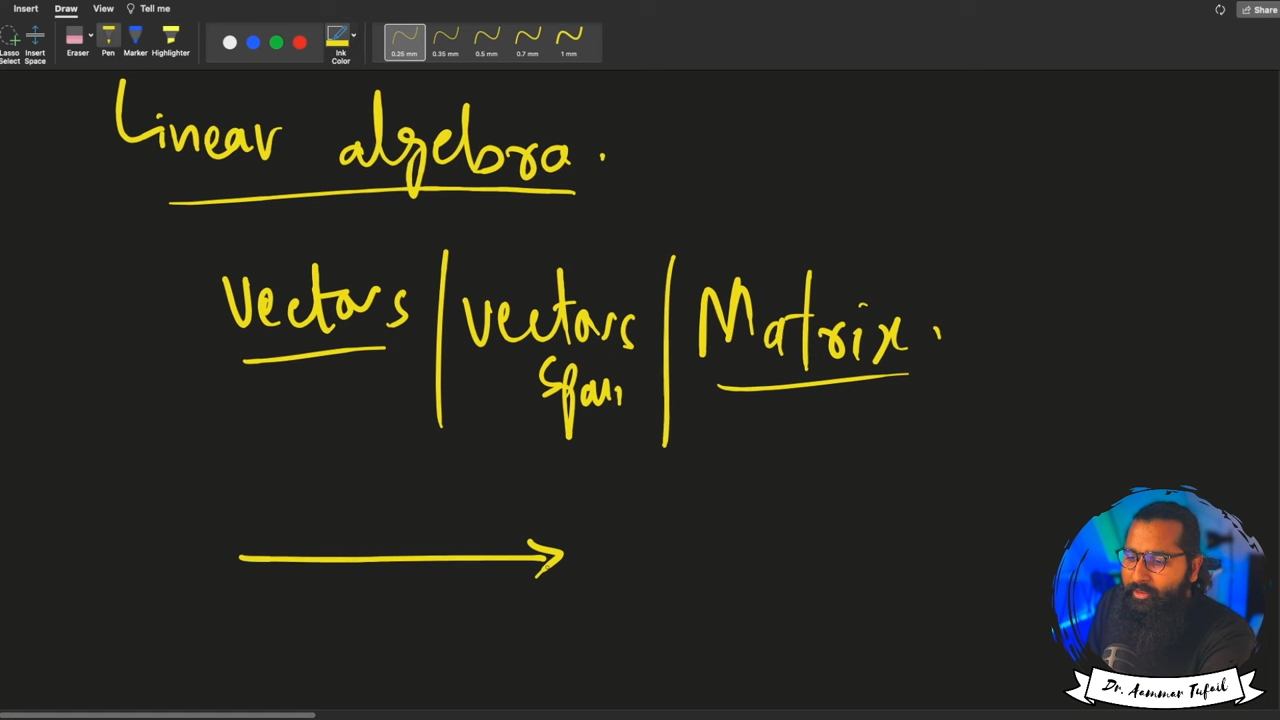 Insert Draw View Tell me
Share
Lasso Select
Insert Space
Eraser
Pen
Marker
Highlighter
Ink Color
0.25 mm
0.35 mm
0.5 mm
0.7 mm
1 mm
Linear algebra.
Vectors | Vectors | Matrix.
Dr. Aammar Tufail